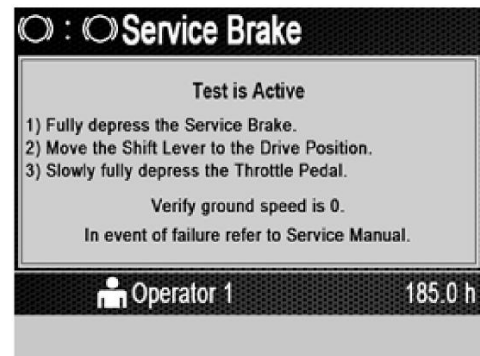 Service Brake
Test is Active
1) Fully depress the Service Brake.
2) Move the Shift Lever to the Drive Position.
3) Slowly fully depress the Throttle Pedal.
Verify ground speed is 0.
In event of failure refer to Service Manual.
Operator 1 185.0 h